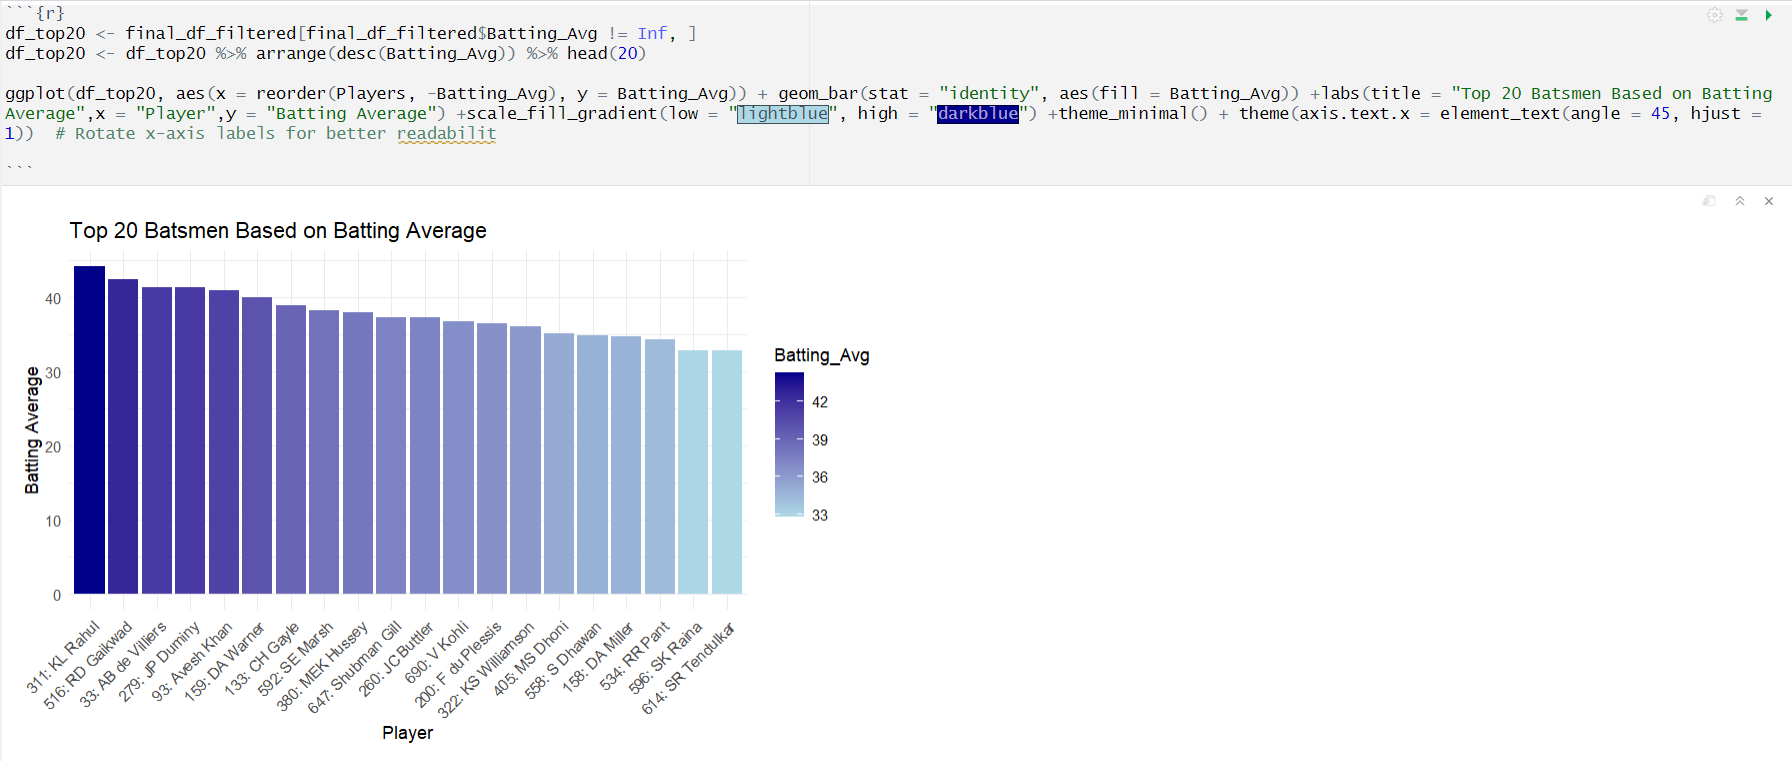 ```{r}
df_top20 <- final_df_filtered[final_df_filtered$Batting_Avg != Inf, ]
df_top20 <- df_top20 %>% arrange(desc(Batting_Avg)) %>% head(20)
ggplot(df_top20, aes(x = reorder(Players, -Batting_Avg), y = Batting_Avg)) + geom_bar(stat = "identity", aes(fill = Batting_Avg)) +labs(title = "Top 20 Batsmen Based on Batting
Average",x = "Player",y = "Batting Average") +scale_fill_gradient(low = "lightblue", high = "darkblue") +theme_minimal() + theme(axis.text.x = element_text(angle = 45, hjust =
1))  # Rotate x-axis labels for better readabilit
```
Top 20 Batsmen Based on Batting Average
Batting Average
40
30
20
10
0
311: KL Rahul
516: RD Gaikwad
33: AB de Villiers
279: JP Duminy
93: Avesh Khan
159: DA Warner
133: CH Gayle
592: SE Marsh
380: MEK Hussey
647: Shubman Gill
260: JC Buttler
690: V Kohli
200: F du Plessis
322: KS Williamson
405: MS Dhoni
558: S Dhawan
158: DA Miller
534: RR Pant
596: SK Raina
614: SR Tendulkar
Player
Batting_Avg
42
39
36
33